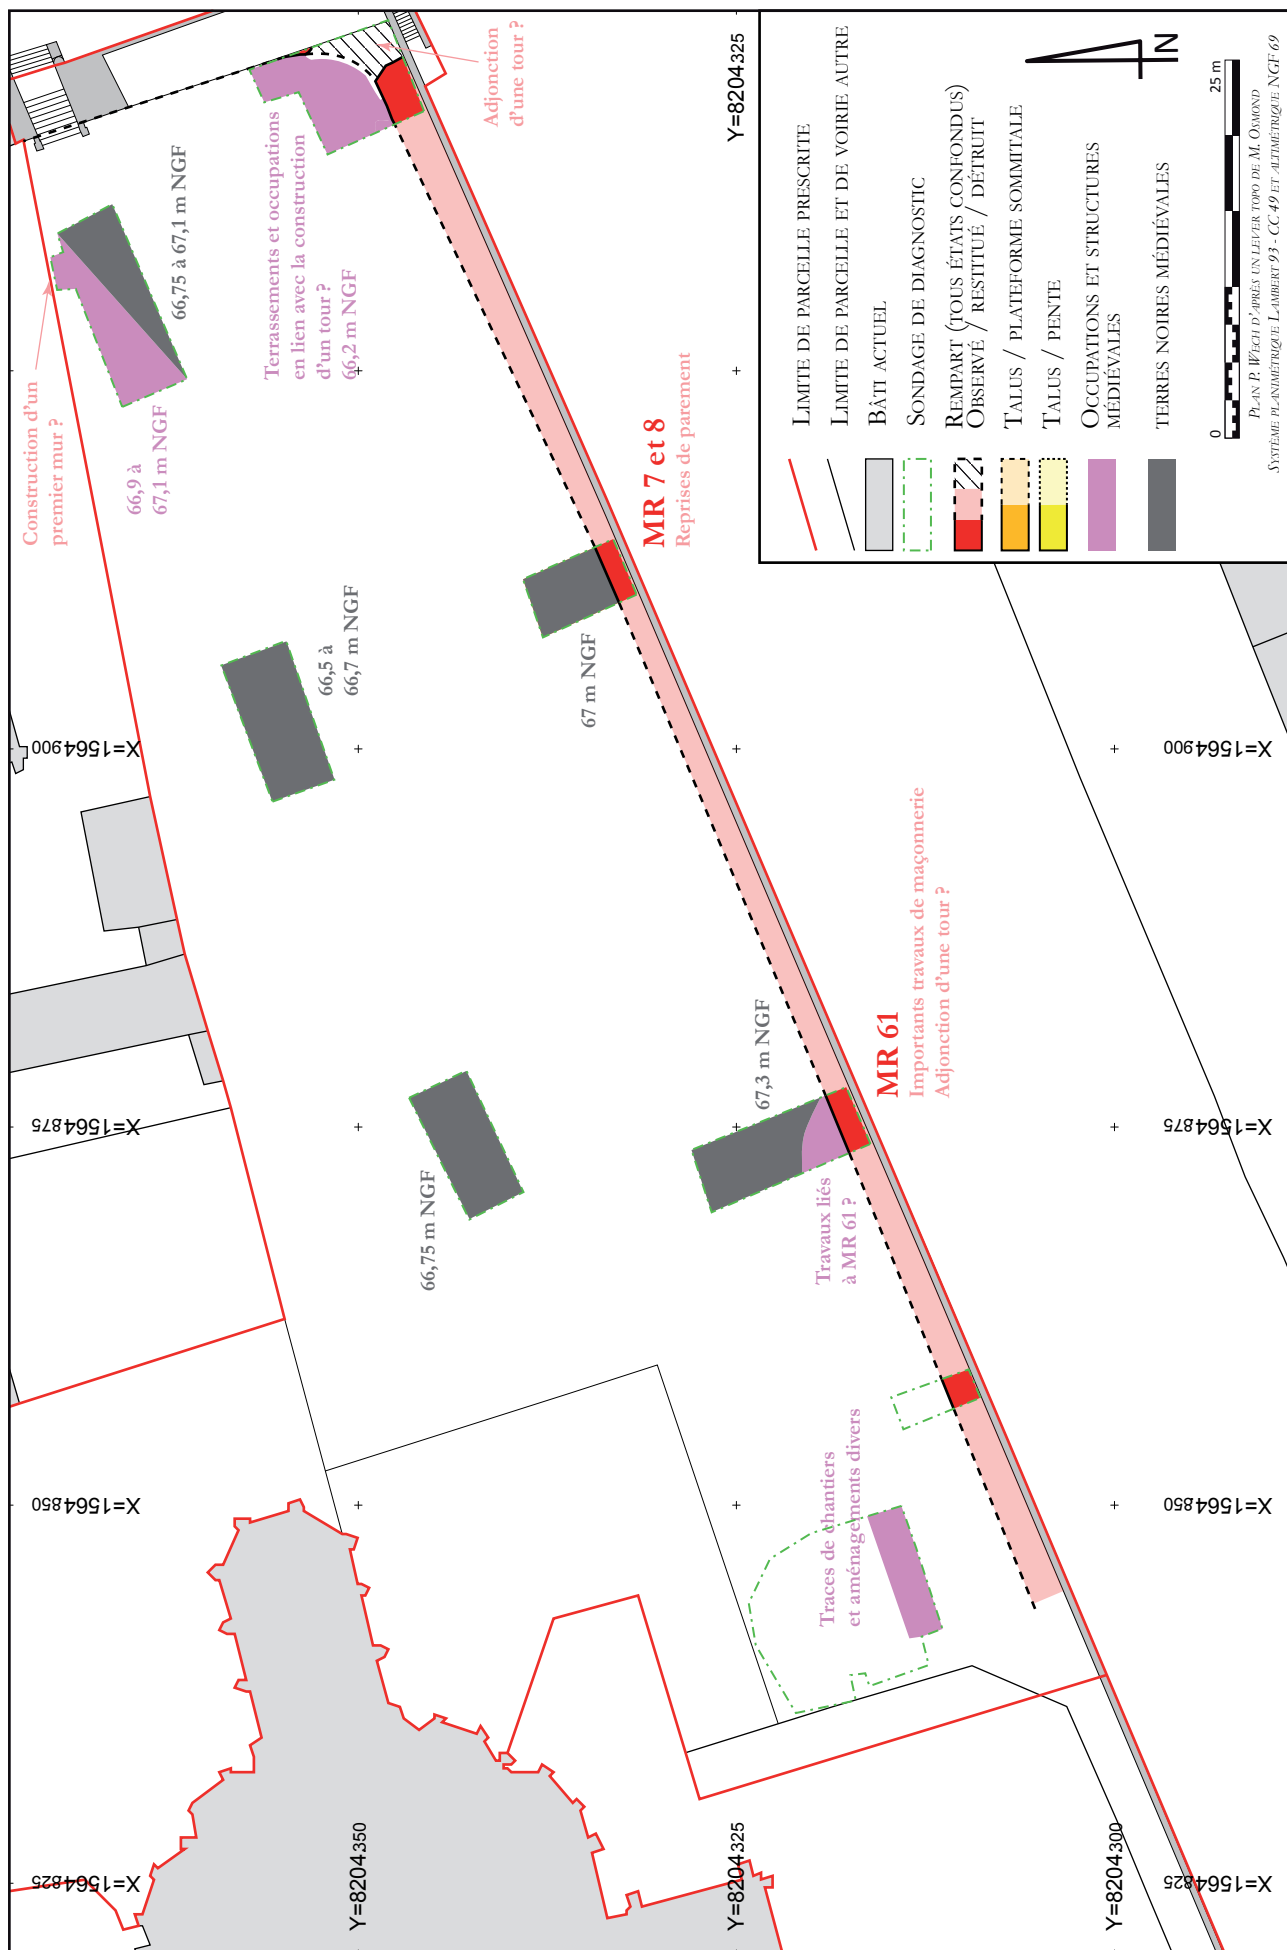 Construction d'un
premier mur ?
66,9 à
67,1 m NGF
66,75 à 67,1 m NGF
Terrassements et occupations
en lien avec la construction
d'un tour ?
66,2 m NGF
Adjonction
d'une tour ?
MR 7 et 8
Reprises de parement
67 m NGF
66,5 à
66,7 m NGF
66,75 m NGF
67,3 m NGF
MR 61
Importants travaux de maçonnerie
Adjonction d'une tour ?
Travaux liés
à MR 61 ?
Traces de chantiers
et aménagements divers
X=1564825
X=1564850
X=1564875
X=1564900
X=1564825
X=1564850
X=1564875
X=1564900
Y=8204350
Y=8204325
Y=8204300
Y=8204325
LIMITE DE PARCELLE PRESCRITE
LIMITE DE PARCELLE ET DE VOIRIE AUTRE
BÂTI ACTUEL
SONDAGE DE DIAGNOSTIC
REMPART (TOUS ÉTATS CONFONDUS)
OBSERVÉ / RESTITUÉ / DÉTRUIT
TALUS / PLATEFORME SOMMITALE
TALUS / PENTE
OCCUPATIONS ET STRUCTURES
MÉDIÉVALES
TERRES NOIRES MÉDIÉVALES
N
0 25 m
PLAN P. WECH D'APRÈS UN LEVER TOPO DE M. OSMOND
SYSTÈME PLANIMÉTRIQUE LAMBERT 93 - CC 49 ET ALTIMÉTRIQUE NGF 69